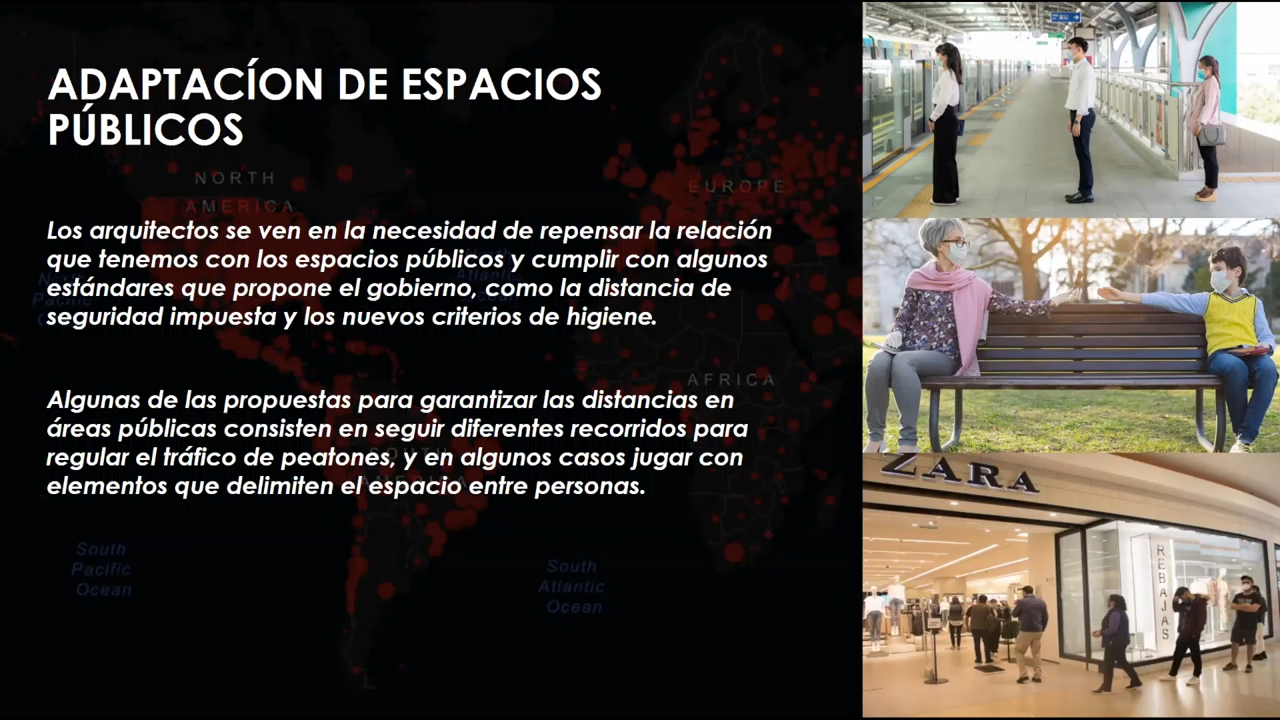 ADAPTACÍON DE ESPACIOS
PÚBLICOS
Los arquitectos se ven en la necesidad de repensar la relación
que tenemos con los espacios públicos y cumplir con algunos
estándares que propone el gobierno, como la distancia de
seguridad impuesta y los nuevos criterios de higiene.
Algunas de las propuestas para garantizar las distancias en
áreas públicas consisten en seguir diferentes recorridos para
regular el tráfico de peatones, y en algunos casos jugar con
elementos que delimiten el espacio entre personas.
NORTH
AMERICA
EUROPE
AFRICA
South
Pacific
Ocean
South
Atlantic
Ocean
ZARA
REBAJAS